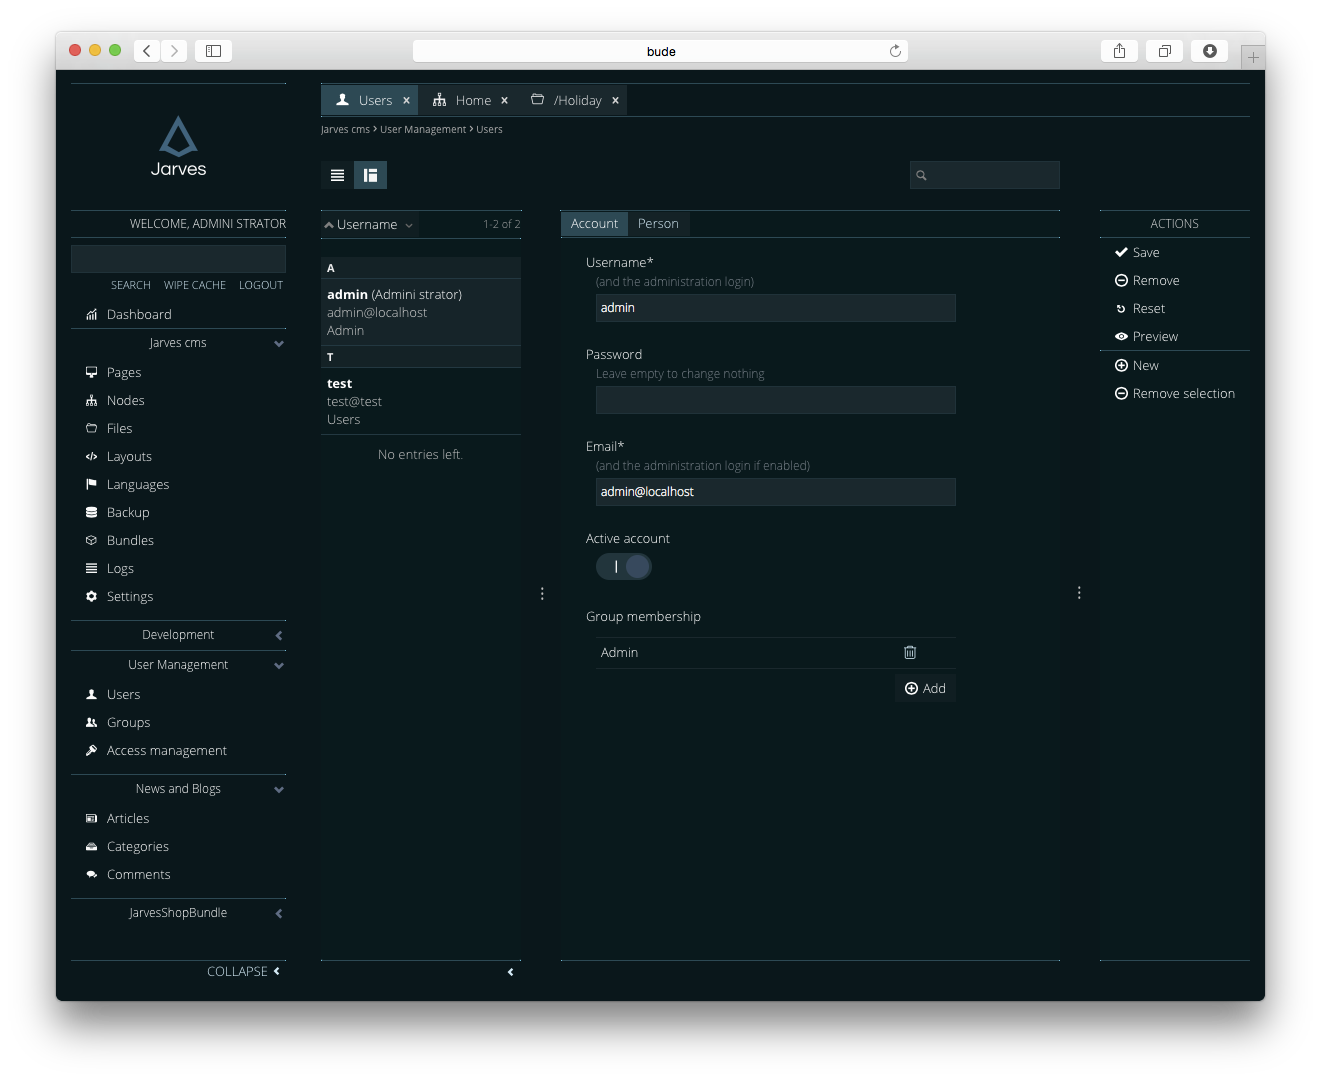 bude
Jarves
Users
Home
/Holiday
Jarves cms › User Management › Users
WELCOME, ADMINI STRATOR
SEARCH WIPE CACHE LOGOUT
Dashboard
Jarves cms
Pages
Nodes
Files
Layouts
Languages
Backup
Bundles
Logs
Settings
Development
User Management
Users
Groups
Access management
News and Blogs
Articles
Categories
Comments
JarvesShopBundle
COLLAPSE
Username 1-2 of 2
A
admin (Admini strator)
admin@localhost
Admin
T
test
test@test
Users
No entries left.
Account Person
Username*
(and the administration login)
admin
Password
Leave empty to change nothing
Email*
(and the administration login if enabled)
admin@localhost
Active account
Group membership
Admin
Add
ACTIONS
Save
Remove
Reset
Preview
New
Remove selection